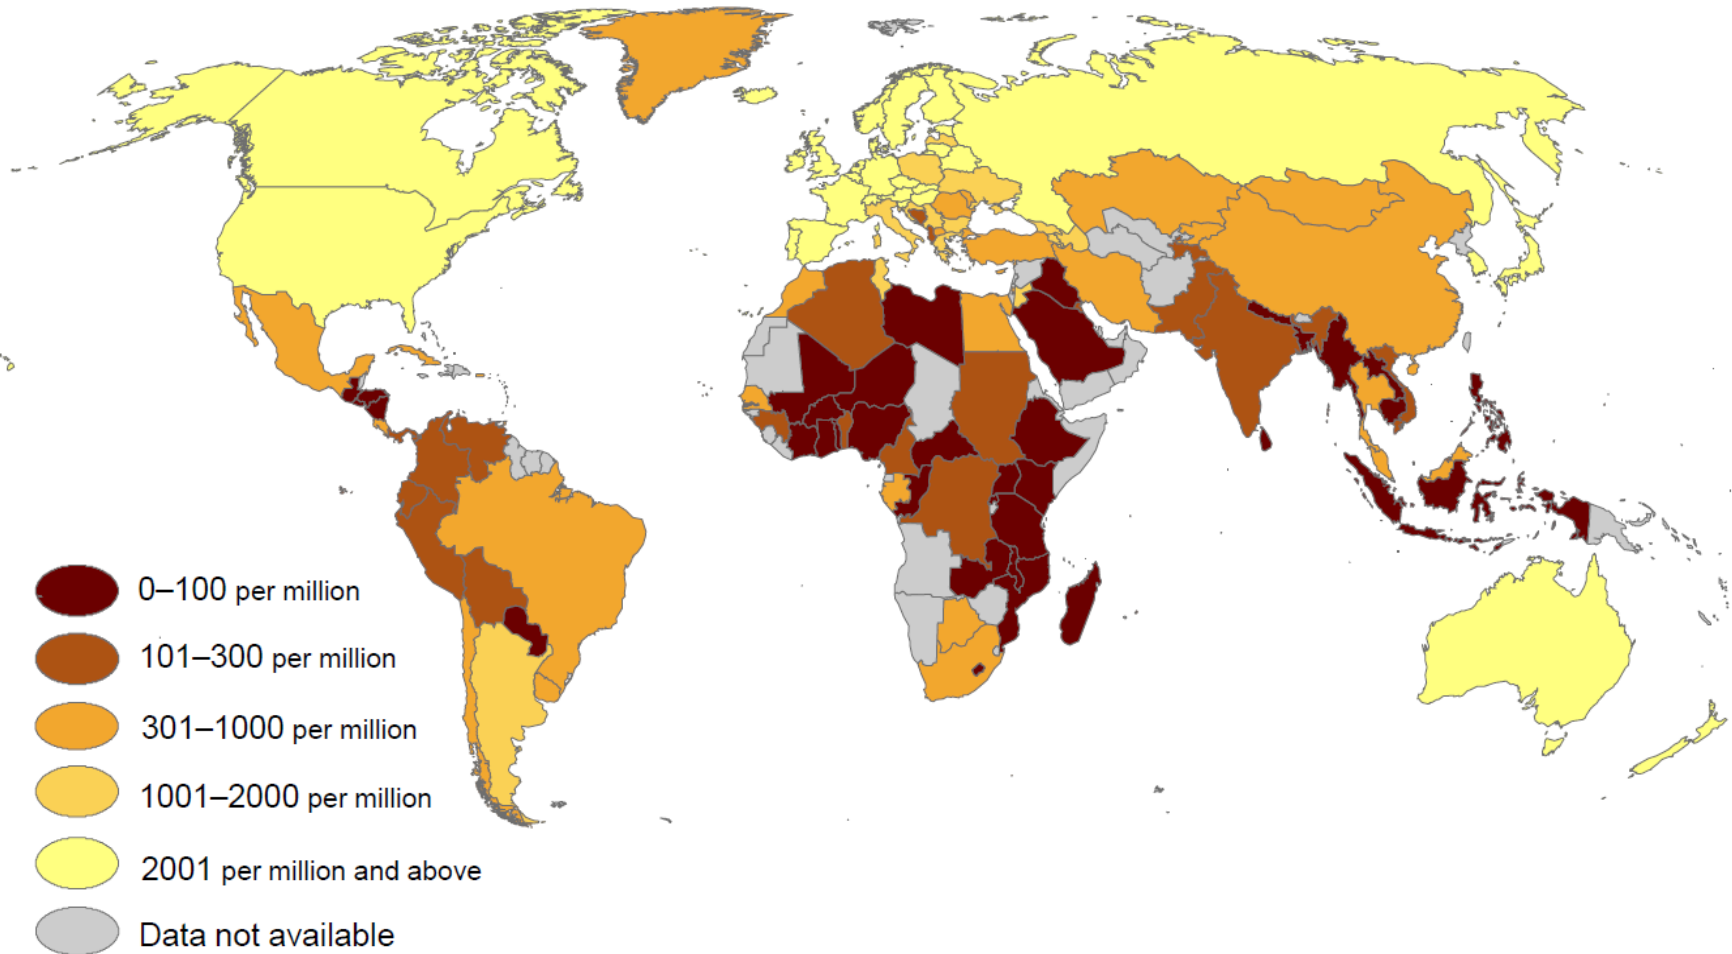 0–100 per million
101–300 per million
301–1000 per million
1001–2000 per million
2001 per million and above
Data not available